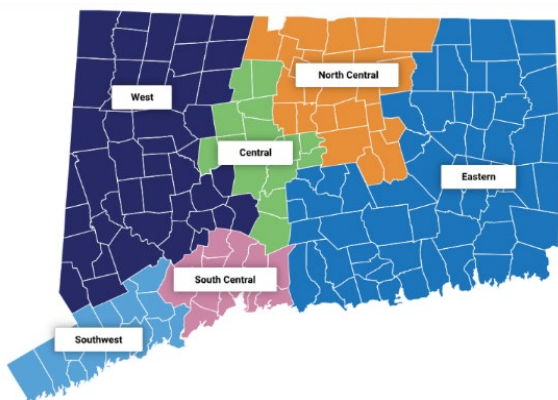 North Central
West
Central
Eastern
South Central
Southwest